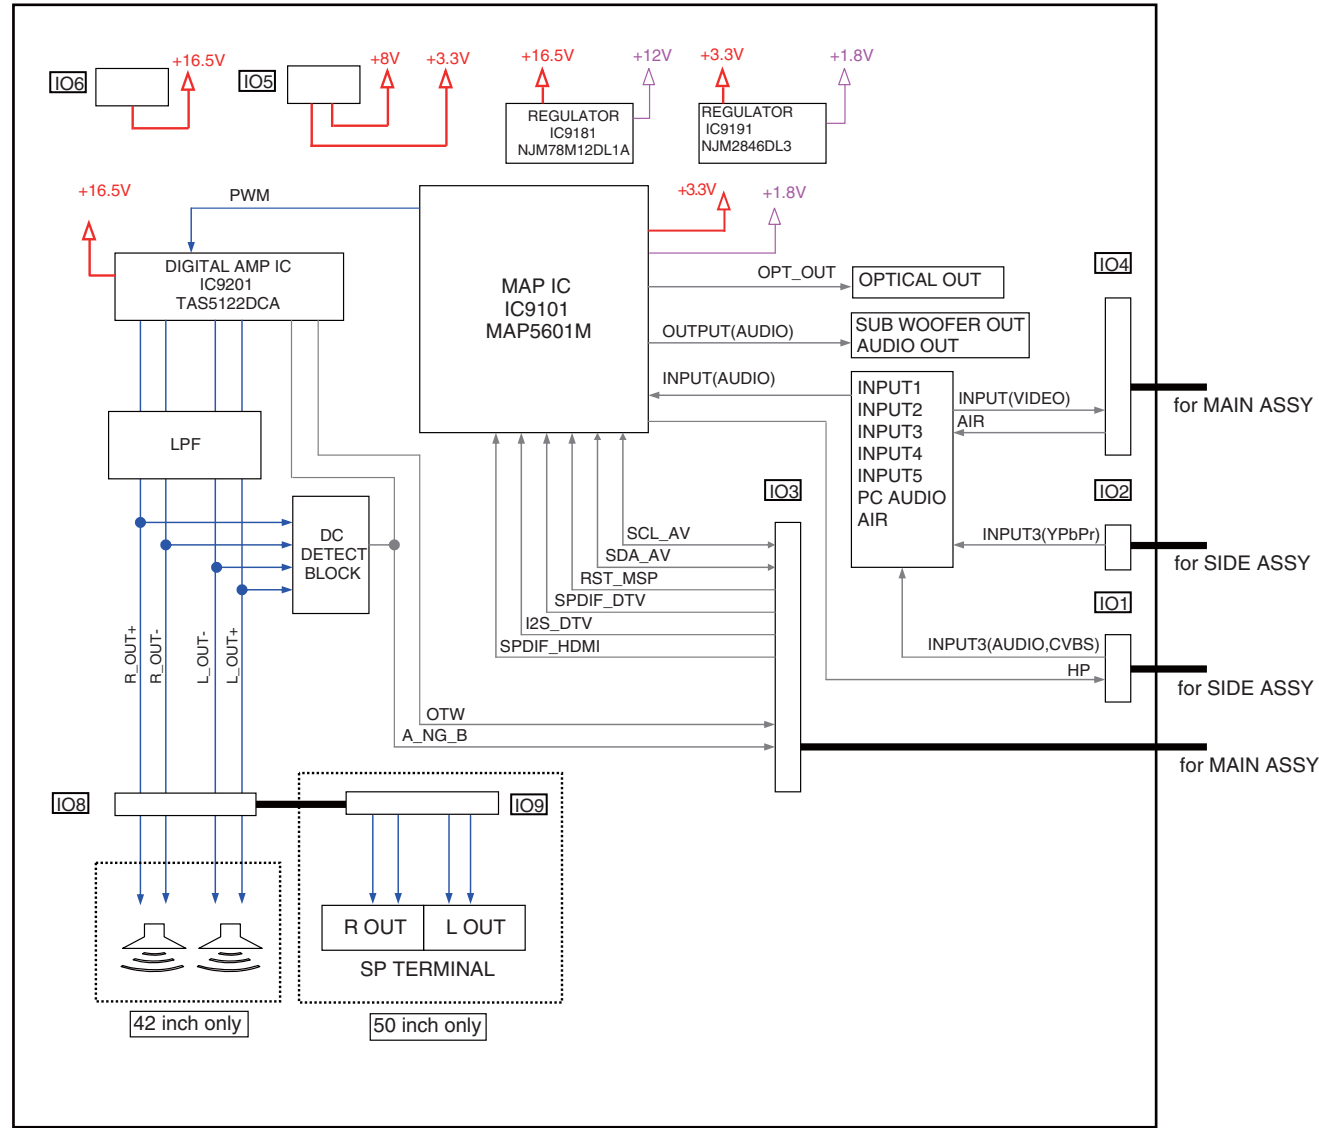 IO6
+16.5V
IO5
+8V
+3.3V
+16.5V
+12V
REGULATOR
IC9181
NJM78M12DL1A
+3.3V
+1.8V
REGULATOR
IC9191
NJM2846DL3
+16.5V
PWM
DIGITAL AMP IC
IC9201
TAS5122DCA
MAP IC
IC9101
MAP5601M
+3.3V
+1.8V
OPT_OUT
OPTICAL OUT
OUTPUT(AUDIO)
SUB WOOFER OUT
AUDIO OUT
INPUT(AUDIO)
INPUT1
INPUT2
INPUT3
INPUT4
INPUT5
PC AUDIO
AIR
INPUT(VIDEO)
AIR
IO4
for MAIN ASSY
IO2
INPUT3(YPbPr)
for SIDE ASSY
IO1
INPUT3(AUDIO,CVBS)
HP
for SIDE ASSY
LPF
DC
DETECT
BLOCK
IO3
SCL_AV
SDA_AV
RST_MSP
SPDIF_DTV
I2S_DTV
SPDIF_HDMI
OTW
A_NG_B
for MAIN ASSY
R_OUT+
R_OUT-
L_OUT-
L_OUT+
IO8
IO9
R OUT
L OUT
SP TERMINAL
42 inch only
50 inch only